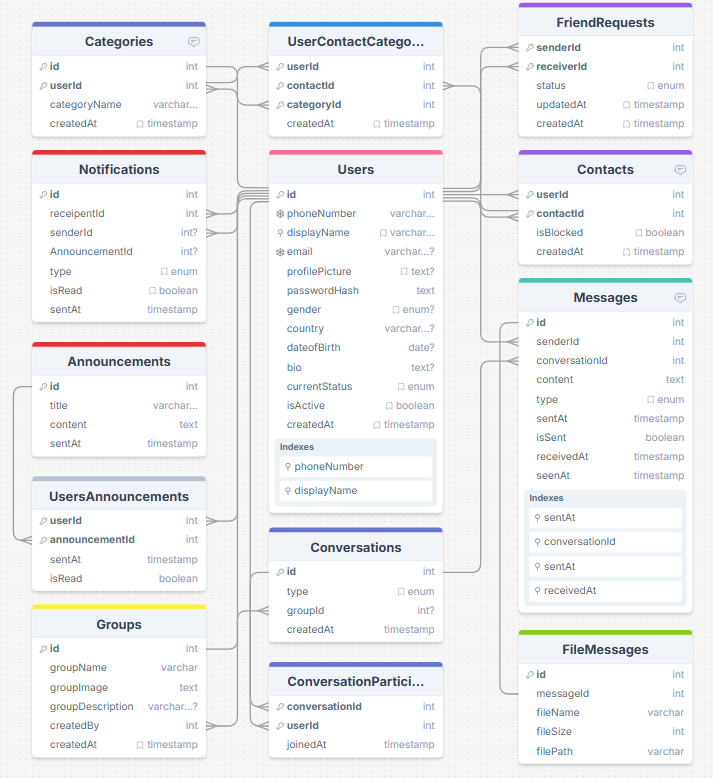 Categories
id int
userId int
categoryName varchar...
createdAt timestamp
UserContactCatego...
userId int
contactId int
categoryId int
createdAt timestamp
FriendRequests
senderId int
receiverId int
status enum
updatedAt timestamp
createdAt timestamp
Notifications
id int
receipentId int
senderId int?
AnnouncementId int?
type enum
isRead boolean
sentAt timestamp
Users
id int
phoneNumber varchar...
displayName varchar...
email varchar...?
profilePicture text?
passwordHash text
gender enum?
country varchar...?
dateofBirth date?
bio text?
currentStatus enum
isActive boolean
createdAt timestamp
Indexes
phoneNumber
displayName
Contacts
userId int
contactId int
isBlocked boolean
createdAt timestamp
Messages
id int
senderId int
conversationId int
content text
type enum
sentAt timestamp
isSent boolean
receivedAt timestamp
seenAt timestamp
Indexes
sentAt
conversationId
sentAt
receivedAt
Announcements
id int
title varchar...
content text
sentAt timestamp
UsersAnnouncements
userId int
announcementId int
sentAt timestamp
isRead boolean
Conversations
id int
type enum
groupId int?
createdAt timestamp
Groups
id int
groupName varchar
groupImage text
groupDescription varchar...?
createdBy int
createdAt timestamp
ConversationPartici...
conversationId int
userId int
joinedAt timestamp
FileMessages
id int
messageId int
fileName varchar
fileSize int
filePath varchar